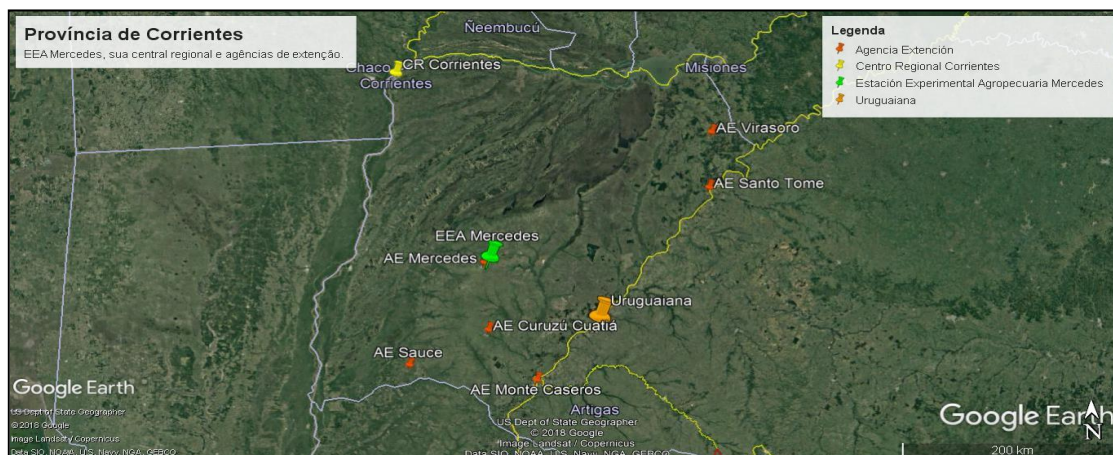 Província de Corrientes
EEA Mercedes, sua central regional e agências de extenção.
Legenda
Agencia Extención
Centro Regional Corrientes
Estación Experimental Agropecuaria Mercedes
Uruguaiana
Ñeembucú
CR Corrientes
Chaco
Corrientes
Misiones
AE Virasoro
AE Santo Tome
EEA Mercedes
AE Mercedes
Uruguaiana
AE Curuzú Cuatiá
AE Sauce
AE Monte Caseros
Artigas
Google Earth
US Dept of State Geographer
© 2018 Google
Image Landsat / Copernicus
Data SIO, NOAA, U.S. Navy, NGA, GEBCO
US Dept of State Geographer
© 2018 Google
Image Landsat / Copernicus
Data SIO, NOAA, U.S. Navy, NGA, GEBCO
Google Earth
N
200 km